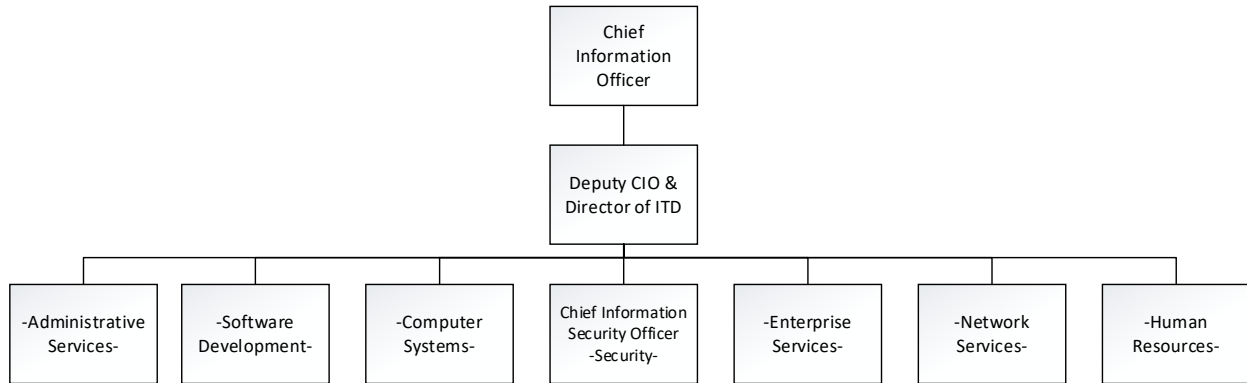 Chief
Information
Officer
Deputy CIO &
Director of ITD
-Administrative
Services-
-Software
Development-
-Computer
Systems-
Chief Information
Security Officer
-Security-
-Enterprise
Services-
-Network
Services-
-Human
Resources-